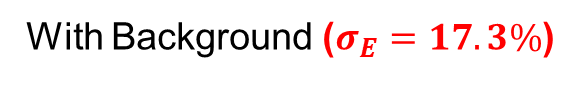 With Background (σ_E = 17.3%)